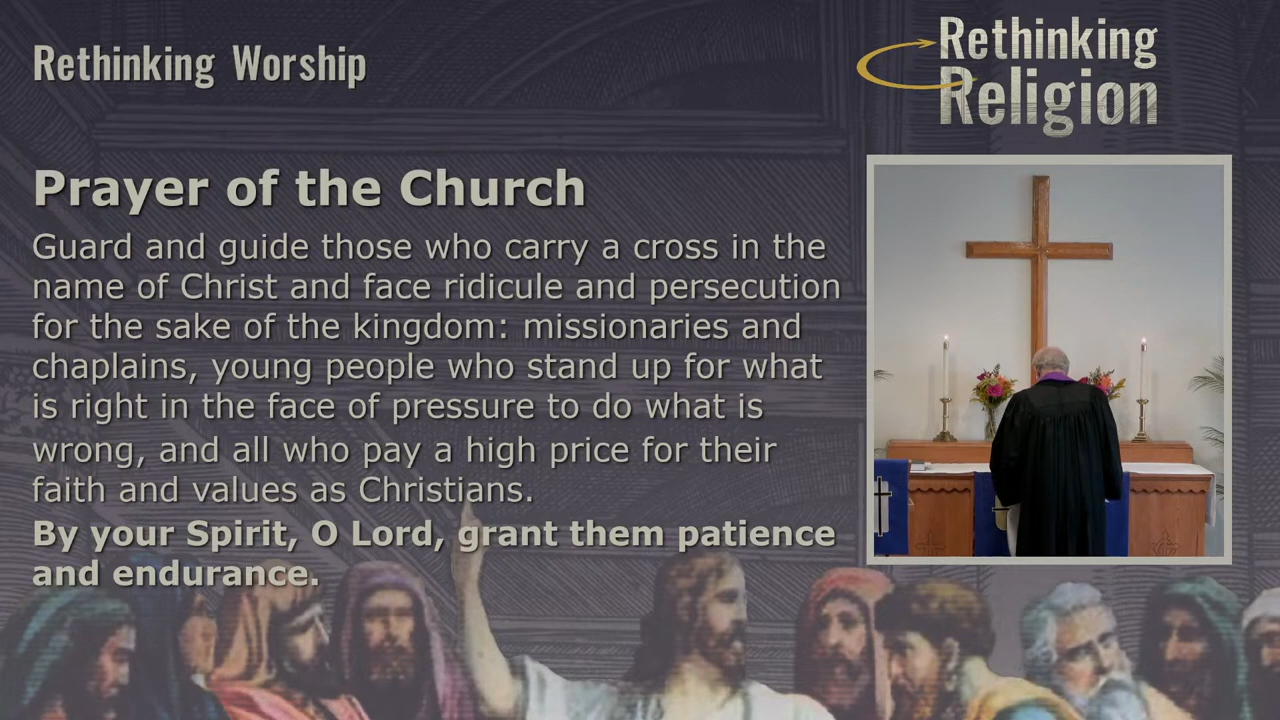 Rethinking Worship
Rethinking
Religion
Prayer of the Church
Guard and guide those who carry a cross in the
name of Christ and face ridicule and persecution
for the sake of the kingdom: missionaries and
chaplains, young people who stand up for what
is right in the face of pressure to do what is
wrong, and all who pay a high price for their
faith and values as Christians.
By your Spirit, O Lord, grant them patience
and endurance.